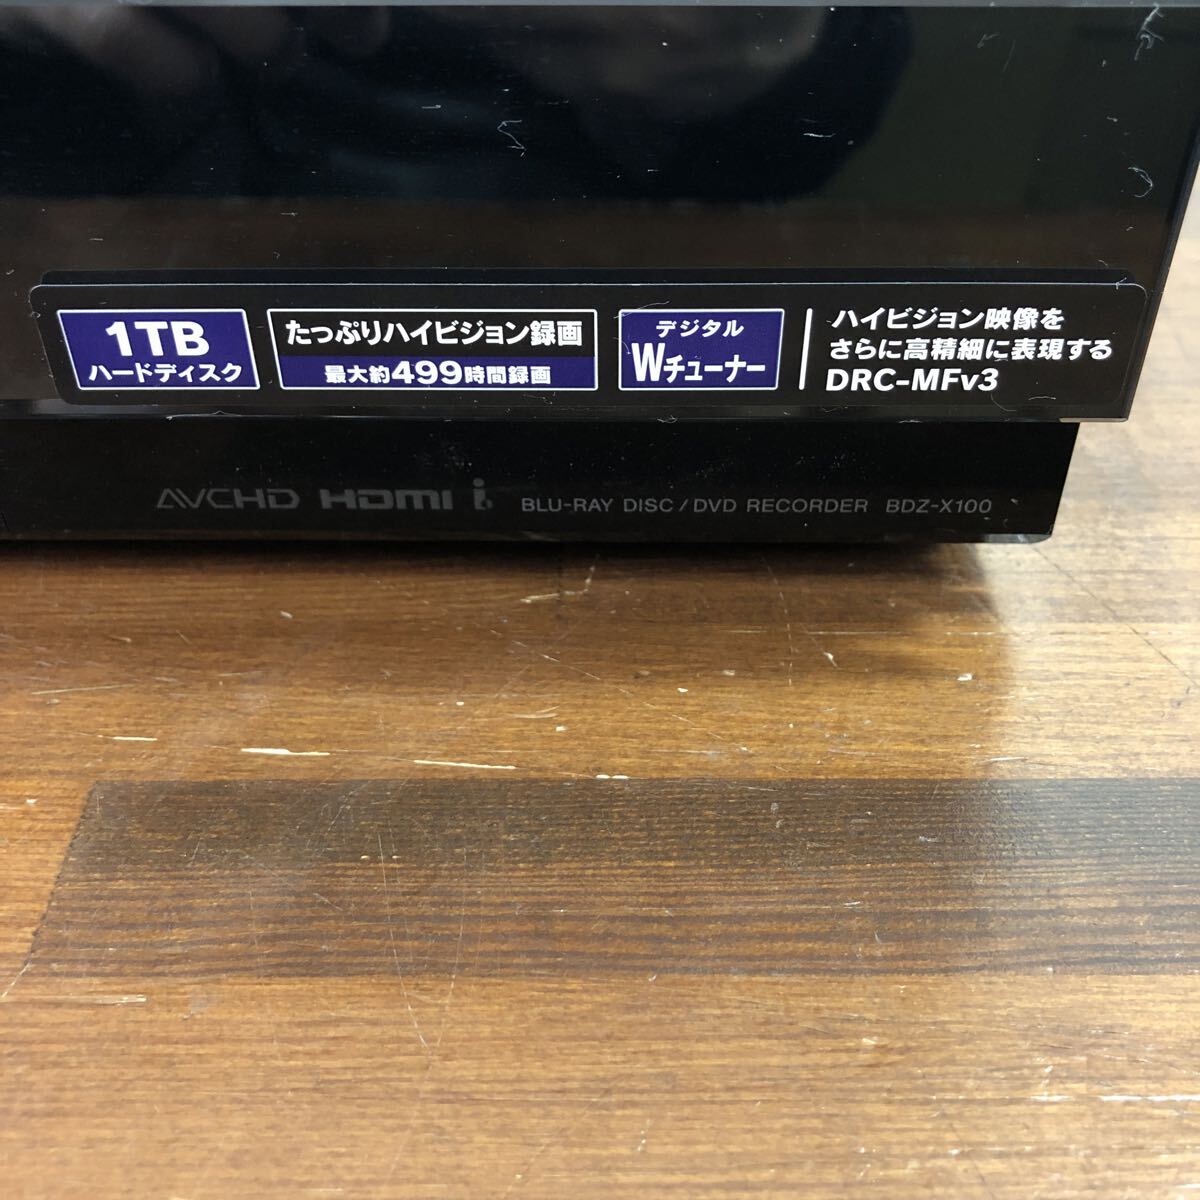 1TB
ハードディスク
たっぷりハイビジョン録画
最大約499時間録画
デジタル
Wチューナー
ハイビジョン映像を
さらに高精細に表現する
DRC-MFv3
AVCHD HDMI i. BLU-RAY DISC / DVD RECORDER BDZ-X100